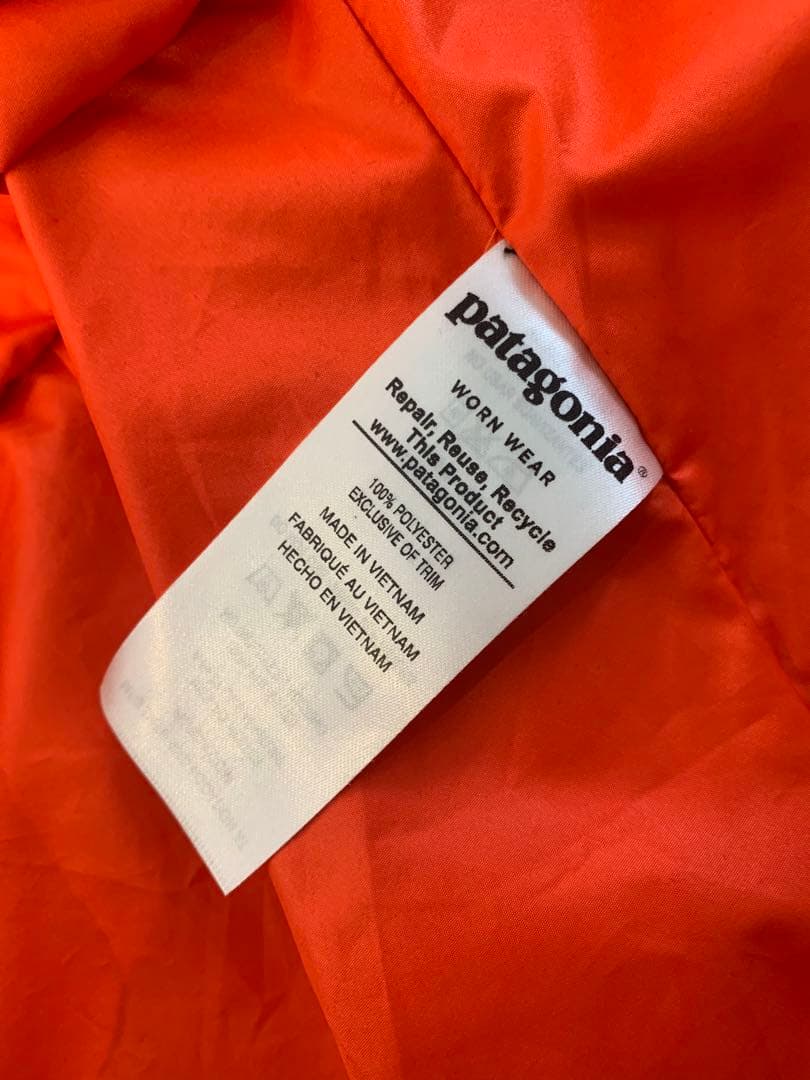 patagonia®
WORN WEAR
Repair, Reuse, Recycle
This Product
www.patagonia.com
100% POLYESTER
EXCLUSIVE OF TRIM
MADE IN VIETNAM
FABRIQUÉ AU VIETNAM
HECHO EN VIETNAM